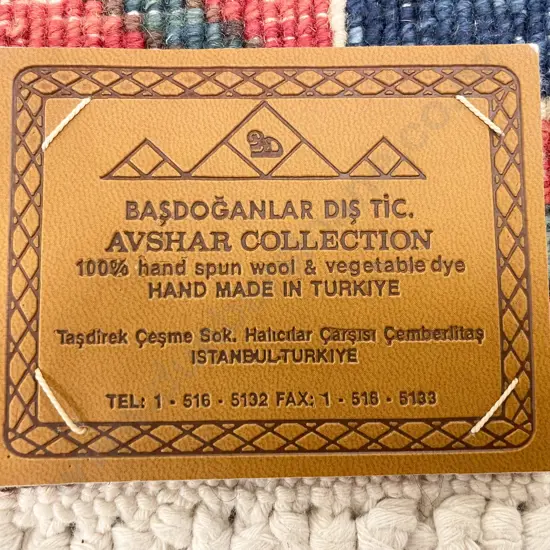 BAŞDOĞANLAR DIŞ TİC.
AVSHAR COLLECTION
100% hand spun wool & vegetable dye
HAND MADE IN TURKIYE
Taşdirek Çeşme Sok. Halıcılar Çarşısı Çemberlitaş
ISTANBUL-TURKIYE
TEL: 1 - 516 - 5132 FAX: 1 - 516 - 5133